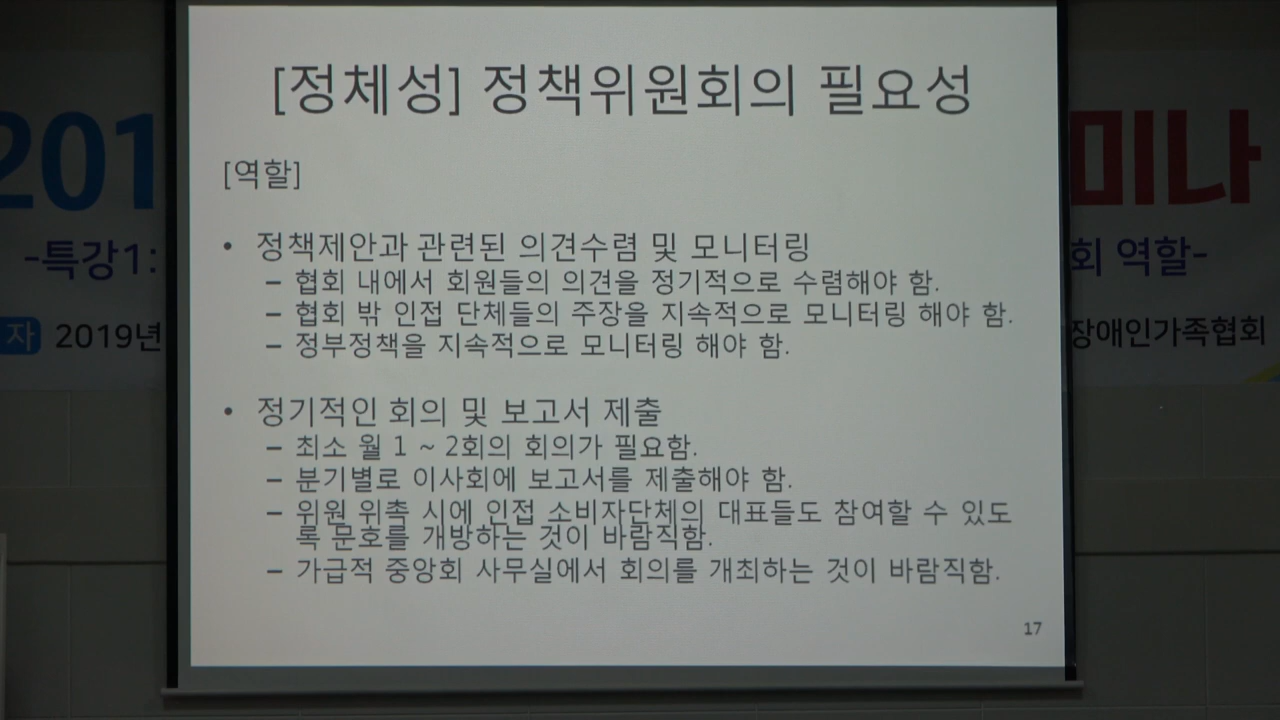 [정체성] 정책위원회의 필요성
[역할]
• 정책제안과 관련된 의견수렴 및 모니터링
– 협회 내에서 회원들의 의견을 정기적으로 수렴해야 함.
– 협회 밖 인접 단체들의 주장을 지속적으로 모니터링 해야 함.
– 정부정책을 지속적으로 모니터링 해야 함.
• 정기적인 회의 및 보고서 제출
– 최소 월 1 ~ 2회의 회의가 필요함.
– 분기별로 이사회에 보고서를 제출해야 함.
– 위원 위촉 시에 인접 소비자단체의 대표들도 참여할 수 있도
록 문호를 개방하는 것이 바람직함.
– 가급적 중앙회 사무실에서 회의를 개최하는 것이 바람직함.
17
201
미나
-특강1:
회 역할-
자 2019년
장애인가족협회